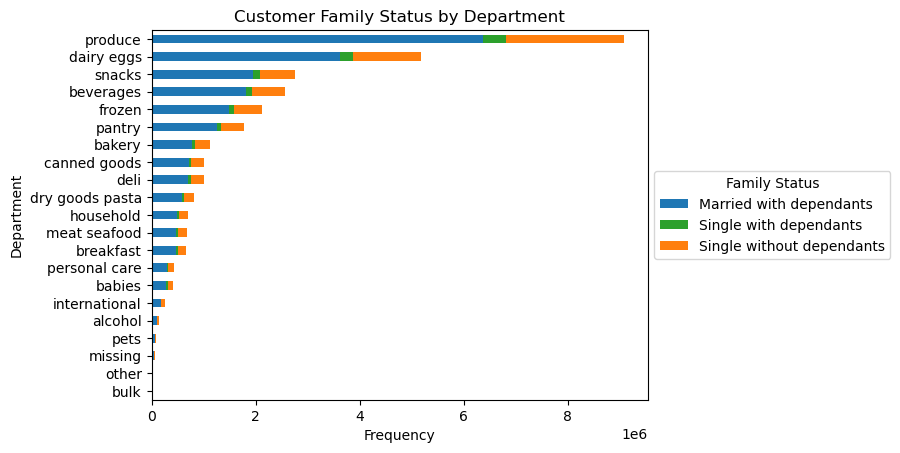 Customer Family Status by Department
Department
produce
dairy eggs
snacks
beverages
frozen
pantry
bakery
canned goods
deli
dry goods pasta
household
meat seafood
breakfast
personal care
babies
international
alcohol
pets
missing
other
bulk
0 2 4 6 8
1e6
Frequency
Family Status
Married with dependants
Single with dependants
Single without dependants